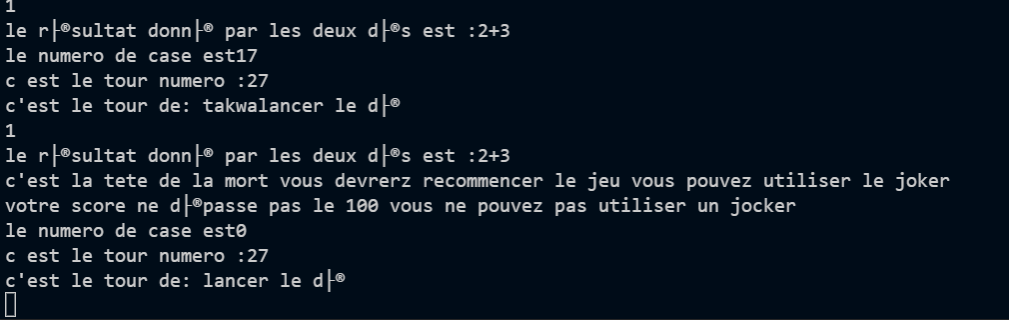 1
le r├®sultat donn├® par les deux d├®s est :2+3
le numero de case est17
c est le tour numero :27
c'est le tour de: takwalancer le d├®
1
le r├®sultat donn├® par les deux d├®s est :2+3
c'est la tete de la mort vous devrerz recommencer le jeu vous pouvez utiliser le joker
votre score ne d├®passe pas le 100 vous ne pouvez pas utiliser un jocker
le numero de case est0
c est le tour numero :27
c'est le tour de: lancer le d├®